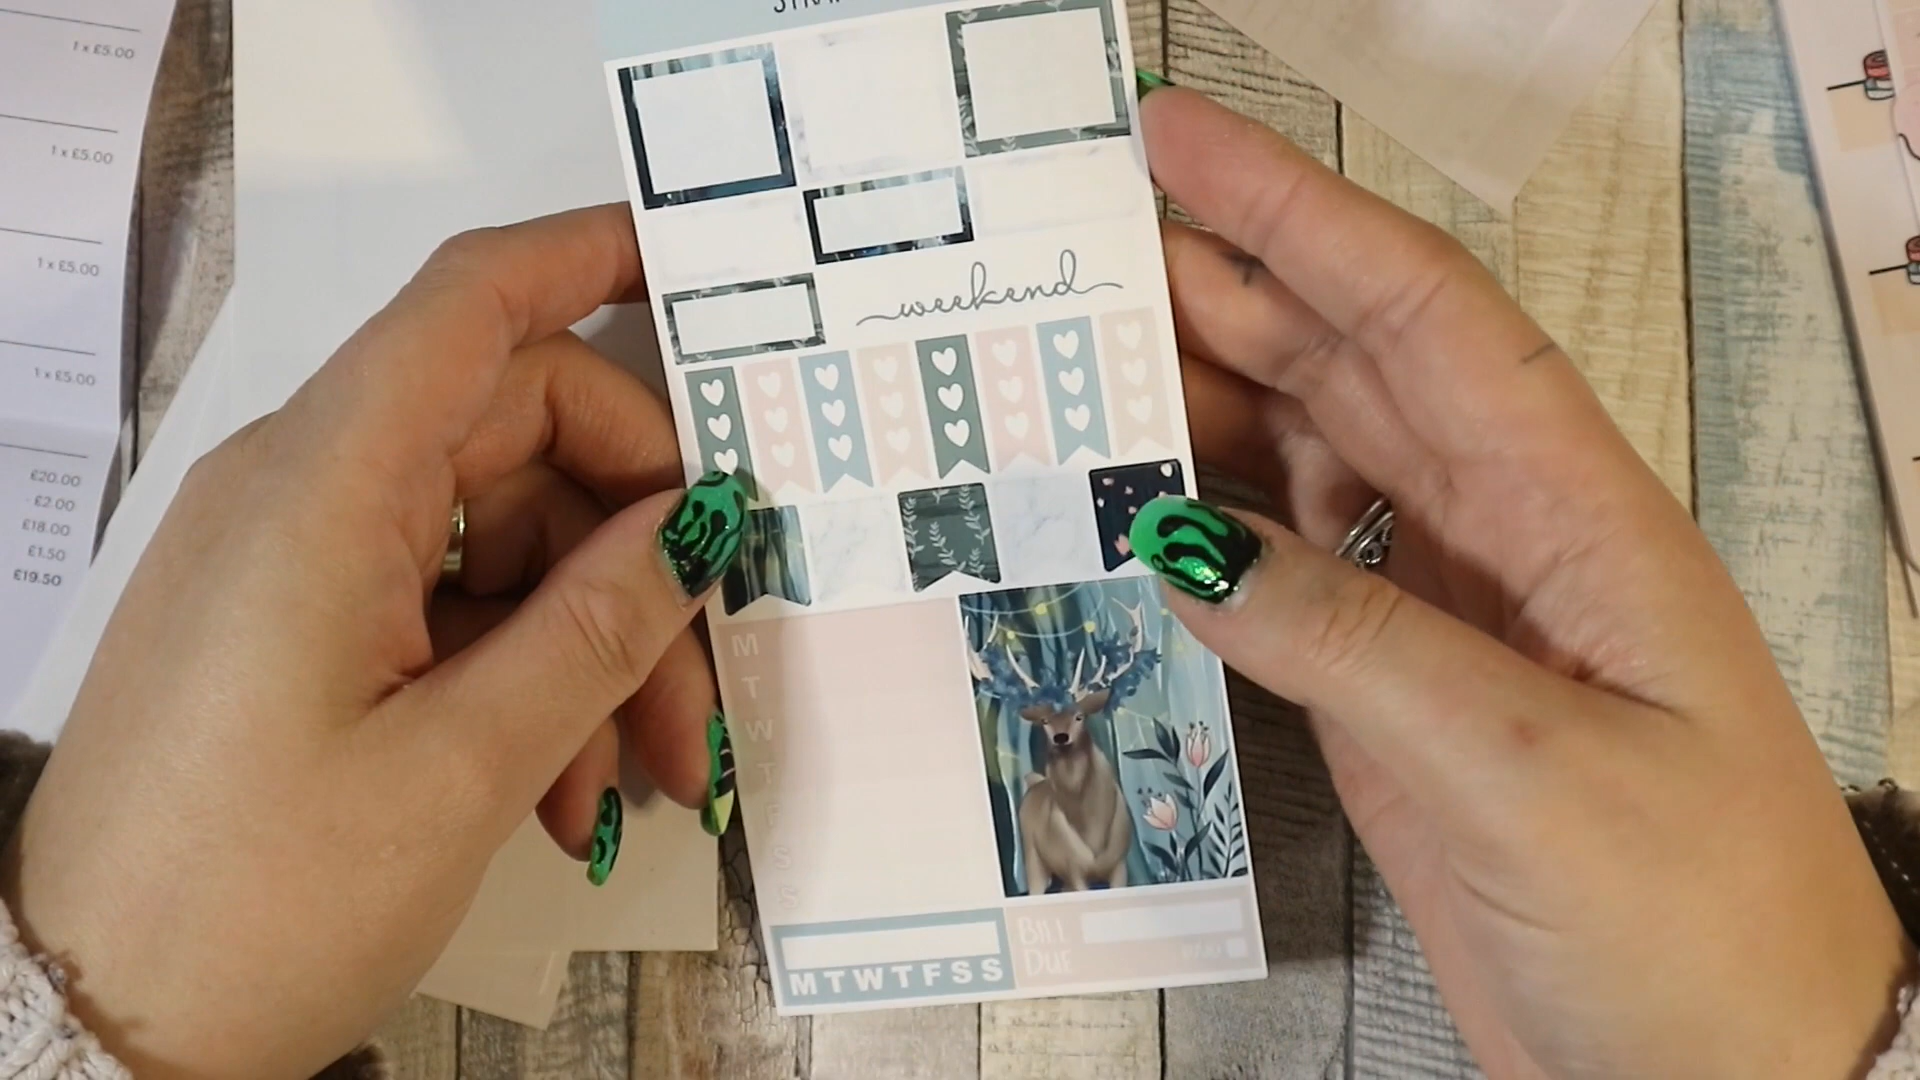 1 x £5.00
1 x £5.00
1 x £5.00
1 x £5.00
£20.00
- £2.00
£18.00
£1.50
£19.50
weekend
M
T
W
T
F
S
S
MTWTFSS
BILL
DUE